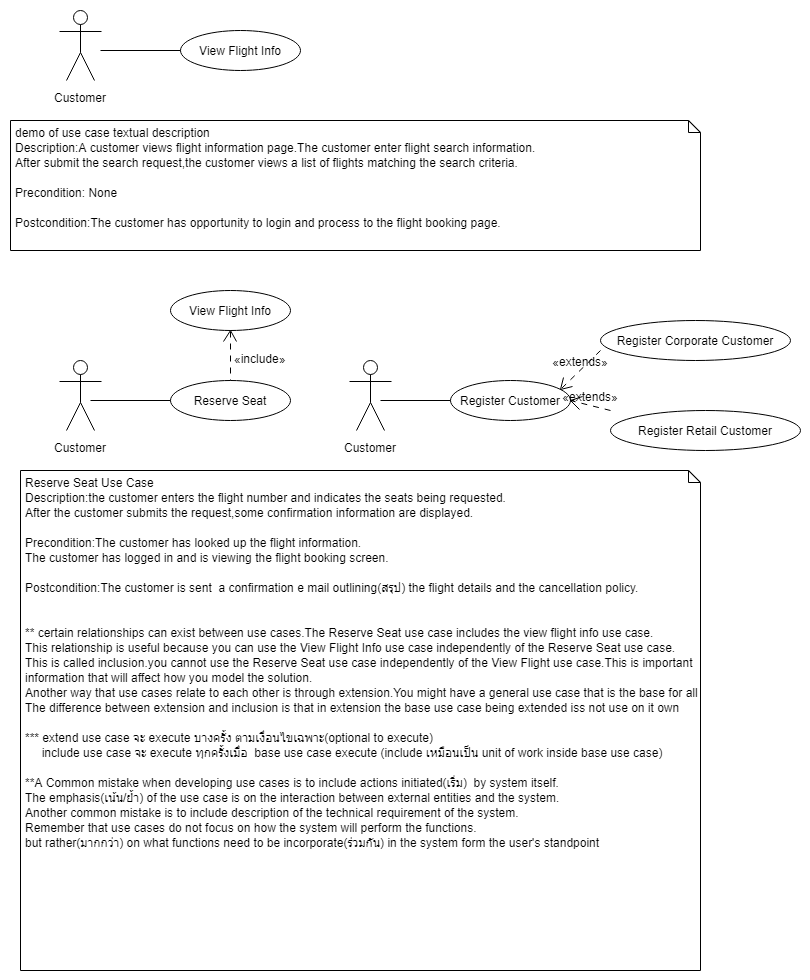 View Flight Info
Customer
demo of use case textual description
Description:A customer views flight information page.The customer enter flight search information.
After submit the search request,the customer views a list of flights matching the search criteria.
Precondition: None
Postcondition:The customer has opportunity to login and process to the flight booking page.
View Flight Info
«include»
Reserve Seat
Customer
Register Corporate Customer
«extends»
Register Customer
«extends»
Register Retail Customer
Customer
Reserve Seat Use Case
Description:the customer enters the flight number and indicates the seats being requested.
After the customer submits the request,some confirmation information are displayed.
Precondition:The customer has looked up the flight information.
The customer has logged in and is viewing the flight booking screen.
Postcondition:The customer is sent  a confirmation e mail outlining(สรุป) the flight details and the cancellation policy.
** certain relationships can exist between use cases.The Reserve Seat use case includes the view flight info use case.
This relationship is useful because you can use the View Flight Info use case independently of the Reserve Seat use case.
This is called inclusion.you cannot use the Reserve Seat use case independently of the View Flight use case.This is important
information that will affect how you model the solution.
Another way that use cases relate to each other is through extension.You might have a general use case that is the base for all
The difference between extension and inclusion is that in extension the base use case being extended iss not use on it own
*** extend use case จะ execute บางครั้ง ตามเงื่อนไขเฉพาะ(optional to execute)
include use case จะ execute ทุกครั้งเมื่อ  base use case execute (include เหมือนเป็น unit of work inside base use case)
**A Common mistake when developing use cases is to include actions initiated(เริ่ม)  by system itself.
The emphasis(เน้น/ย้ำ) of the use case is on the interaction between external entities and the system.
Another common mistake is to include description of the technical requirement of the system.
Remember that use cases do not focus on how the system will perform the functions.
but rather(มากกว่า) on what functions need to be incorporate(ร่วมกัน) in the system form the user's standpoint